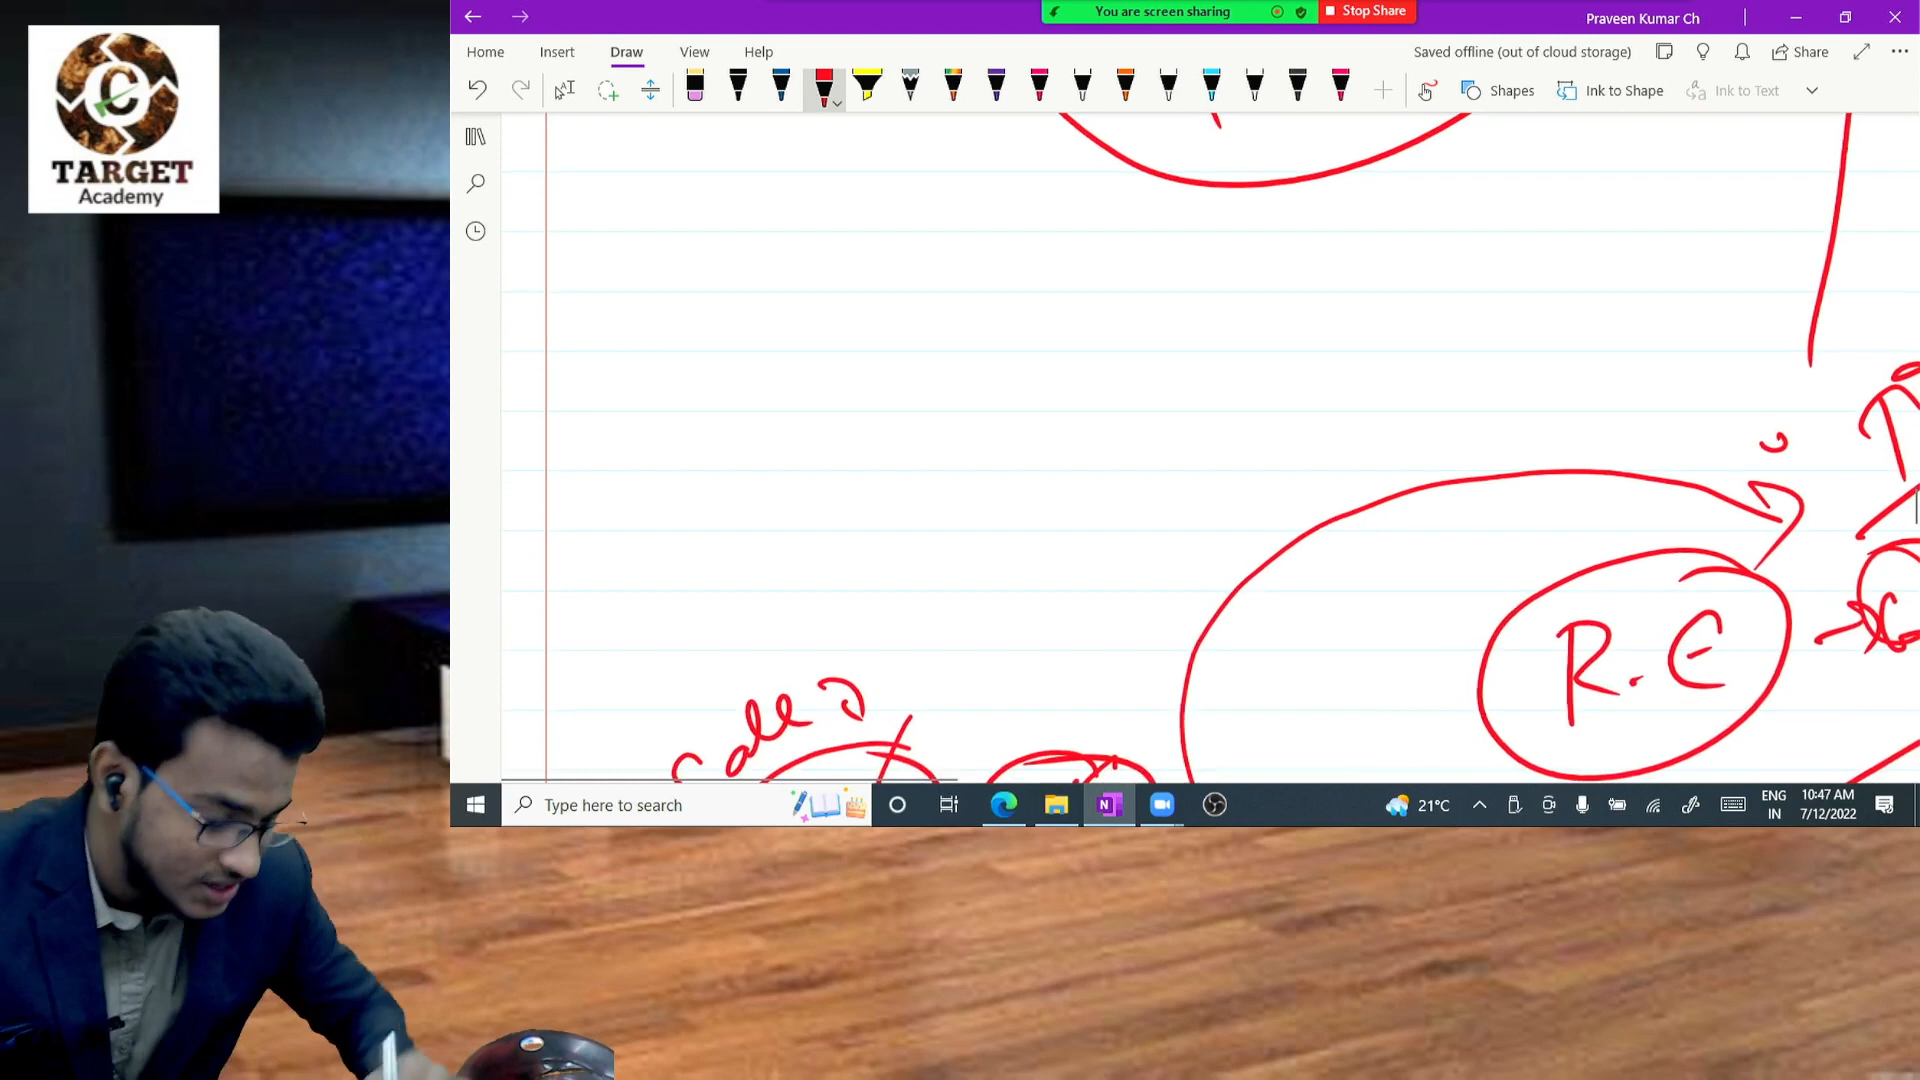 You are screen sharing
Stop Share
Praveen Kumar Ch
Home
Insert
Draw
View
Help
Saved offline (out of cloud storage)
Share
Shapes
Ink to Shape
Ink to Text
C
TARGET
Academy
R.E
Type here to search
N
21°C
ENG
IN
10:47 AM
7/12/2022